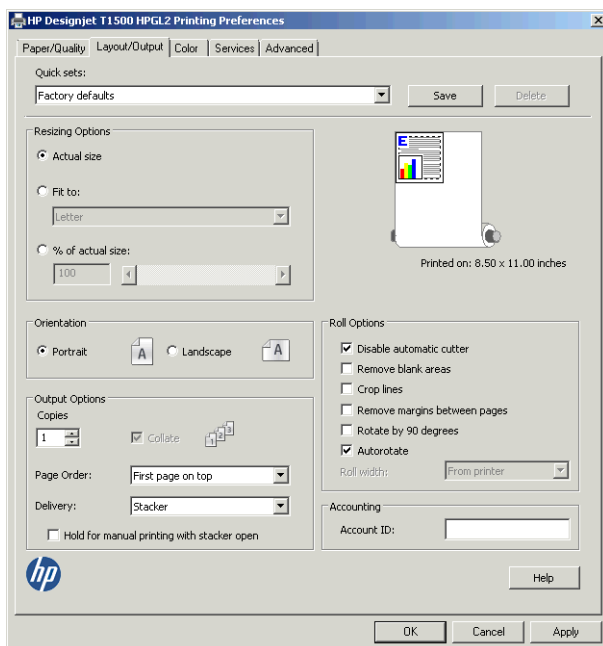 HP Designjet T1500 HPGL2 Printing Preferences
Paper/Quality Layout/Output Color Services Advanced
Quick sets:
Factory defaults Save Delete
Resizing Options
Actual size
Fit to:
Letter
% of actual size:
100
E
Printed on: 8.50 x 11.00 inches
Orientation
Portrait A Landscape A
Roll Options
Disable automatic cutter
Remove blank areas
Crop lines
Remove margins between pages
Rotate by 90 degrees
Autorotate
Roll width: From printer
Output Options
Copies
1 Collate 1 2 3
Page Order: First page on top
Delivery: Stacker
Hold for manual printing with stacker open
Accounting
Account ID:
hp
Help
OK Cancel Apply